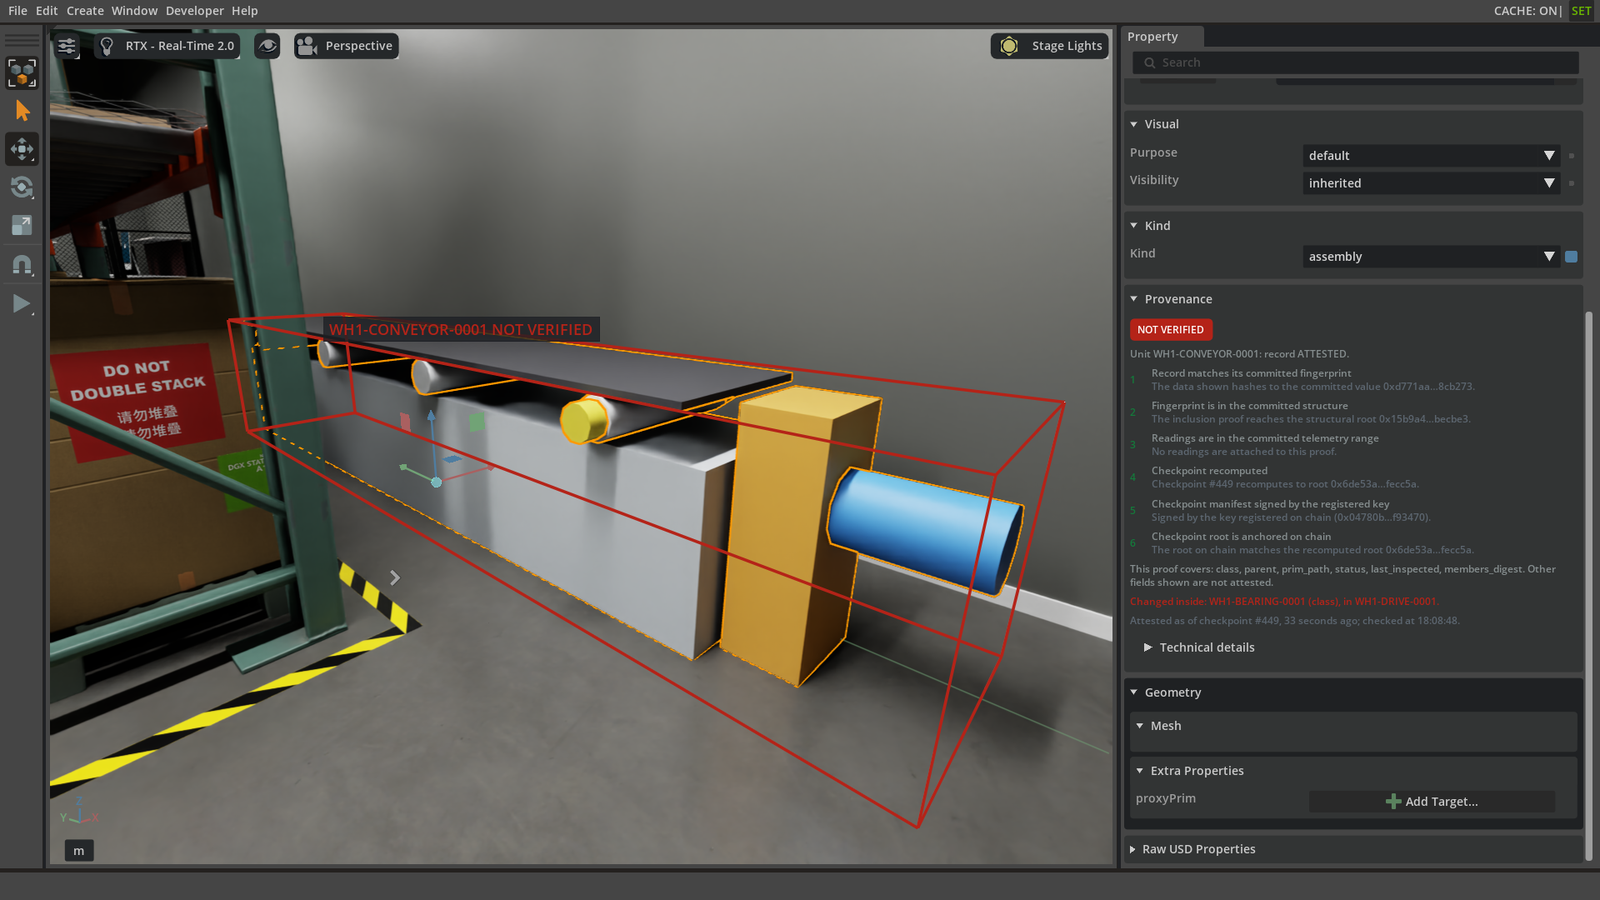 File Edit Create Window Developer Help
CACHE: ON| SET
RTX - Real-Time 2.0
Perspective
Stage Lights
DO NOT
DOUBLE STACK
请勿堆叠
请勿堆叠
WH1-CONVEYOR-0001 NOT VERIFIED
Y Z X
m
Property
Search
Visual
Purpose default
Visibility inherited
Kind
Kind assembly
Provenance
NOT VERIFIED
Unit WH1-CONVEYOR-0001: record ATTESTED.
1 Record matches its committed fingerprint
The data shown hashes to the committed value 0xd771aa...8cb273.
2 Fingerprint is in the committed structure
The inclusion proof reaches the structural root 0x15b9a4...becbe3.
3 Readings are in the committed telemetry range
No readings are attached to this proof.
4 Checkpoint recomputed
Checkpoint #449 recomputes to root 0x6de53a...fecc5a.
5 Checkpoint manifest signed by the registered key
Signed by the key registered on chain (0x04780b...f93470).
6 Checkpoint root is anchored on chain
The root on chain matches the recomputed root 0x6de53a...fecc5a.
This proof covers: class, parent, prim_path, status, last_inspected, members_digest. Other
fields shown are not attested.
Changed inside: WH1-BEARING-0001 (class), in WH1-DRIVE-0001.
Attested as of checkpoint #449, 33 seconds ago; checked at 18:08:48.
Technical details
Geometry
Mesh
Extra Properties
proxyPrim Add Target...
Raw USD Properties